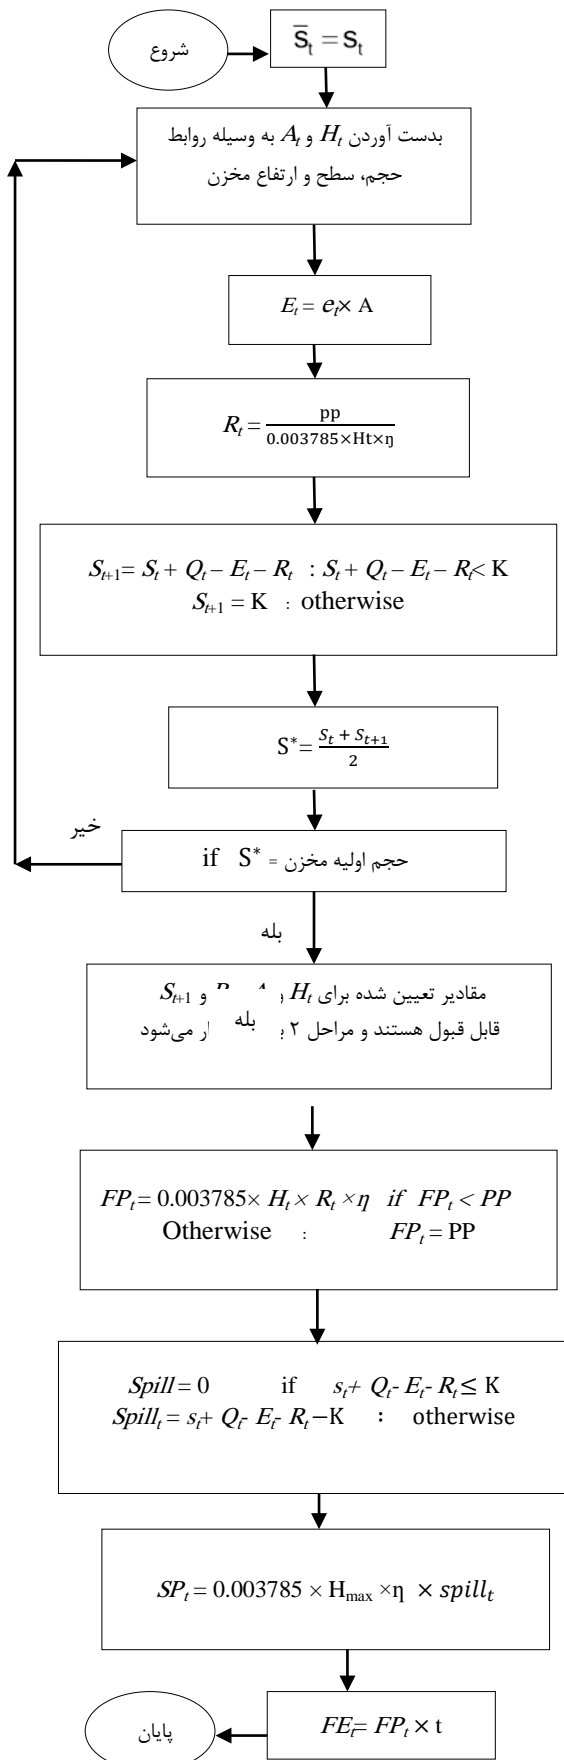 شروع
S̅t = St
بدست آوردن Ht و At به وسیله روابط
حجم، سطح و ارتفاع مخزن
Et = et× A
Rt = pp / 0.003785×Ht×η
St+1= St + Qt – Et – Rt : St + Qt – Et – Rt< K
St+1 = K : otherwise
S*= St + St+1 / 2
خیر
if S* = حجم اولیه مخزن
بله
مقادیر تعیین شده برای Ht و St+1
قابل قبول هستند و مراحل ۲ بله می‌شود
FPt = 0.003785× Ht × Rt ×η if FPt < PP
Otherwise : FPt = PP
Spill = 0 if st+ Qt- Et- Rt ≤ K
Spillt = st+ Qt- Et- Rt –K : otherwise
SPt = 0.003785 × Hmax ×η × spillt
FEt= FPt × t
پایان